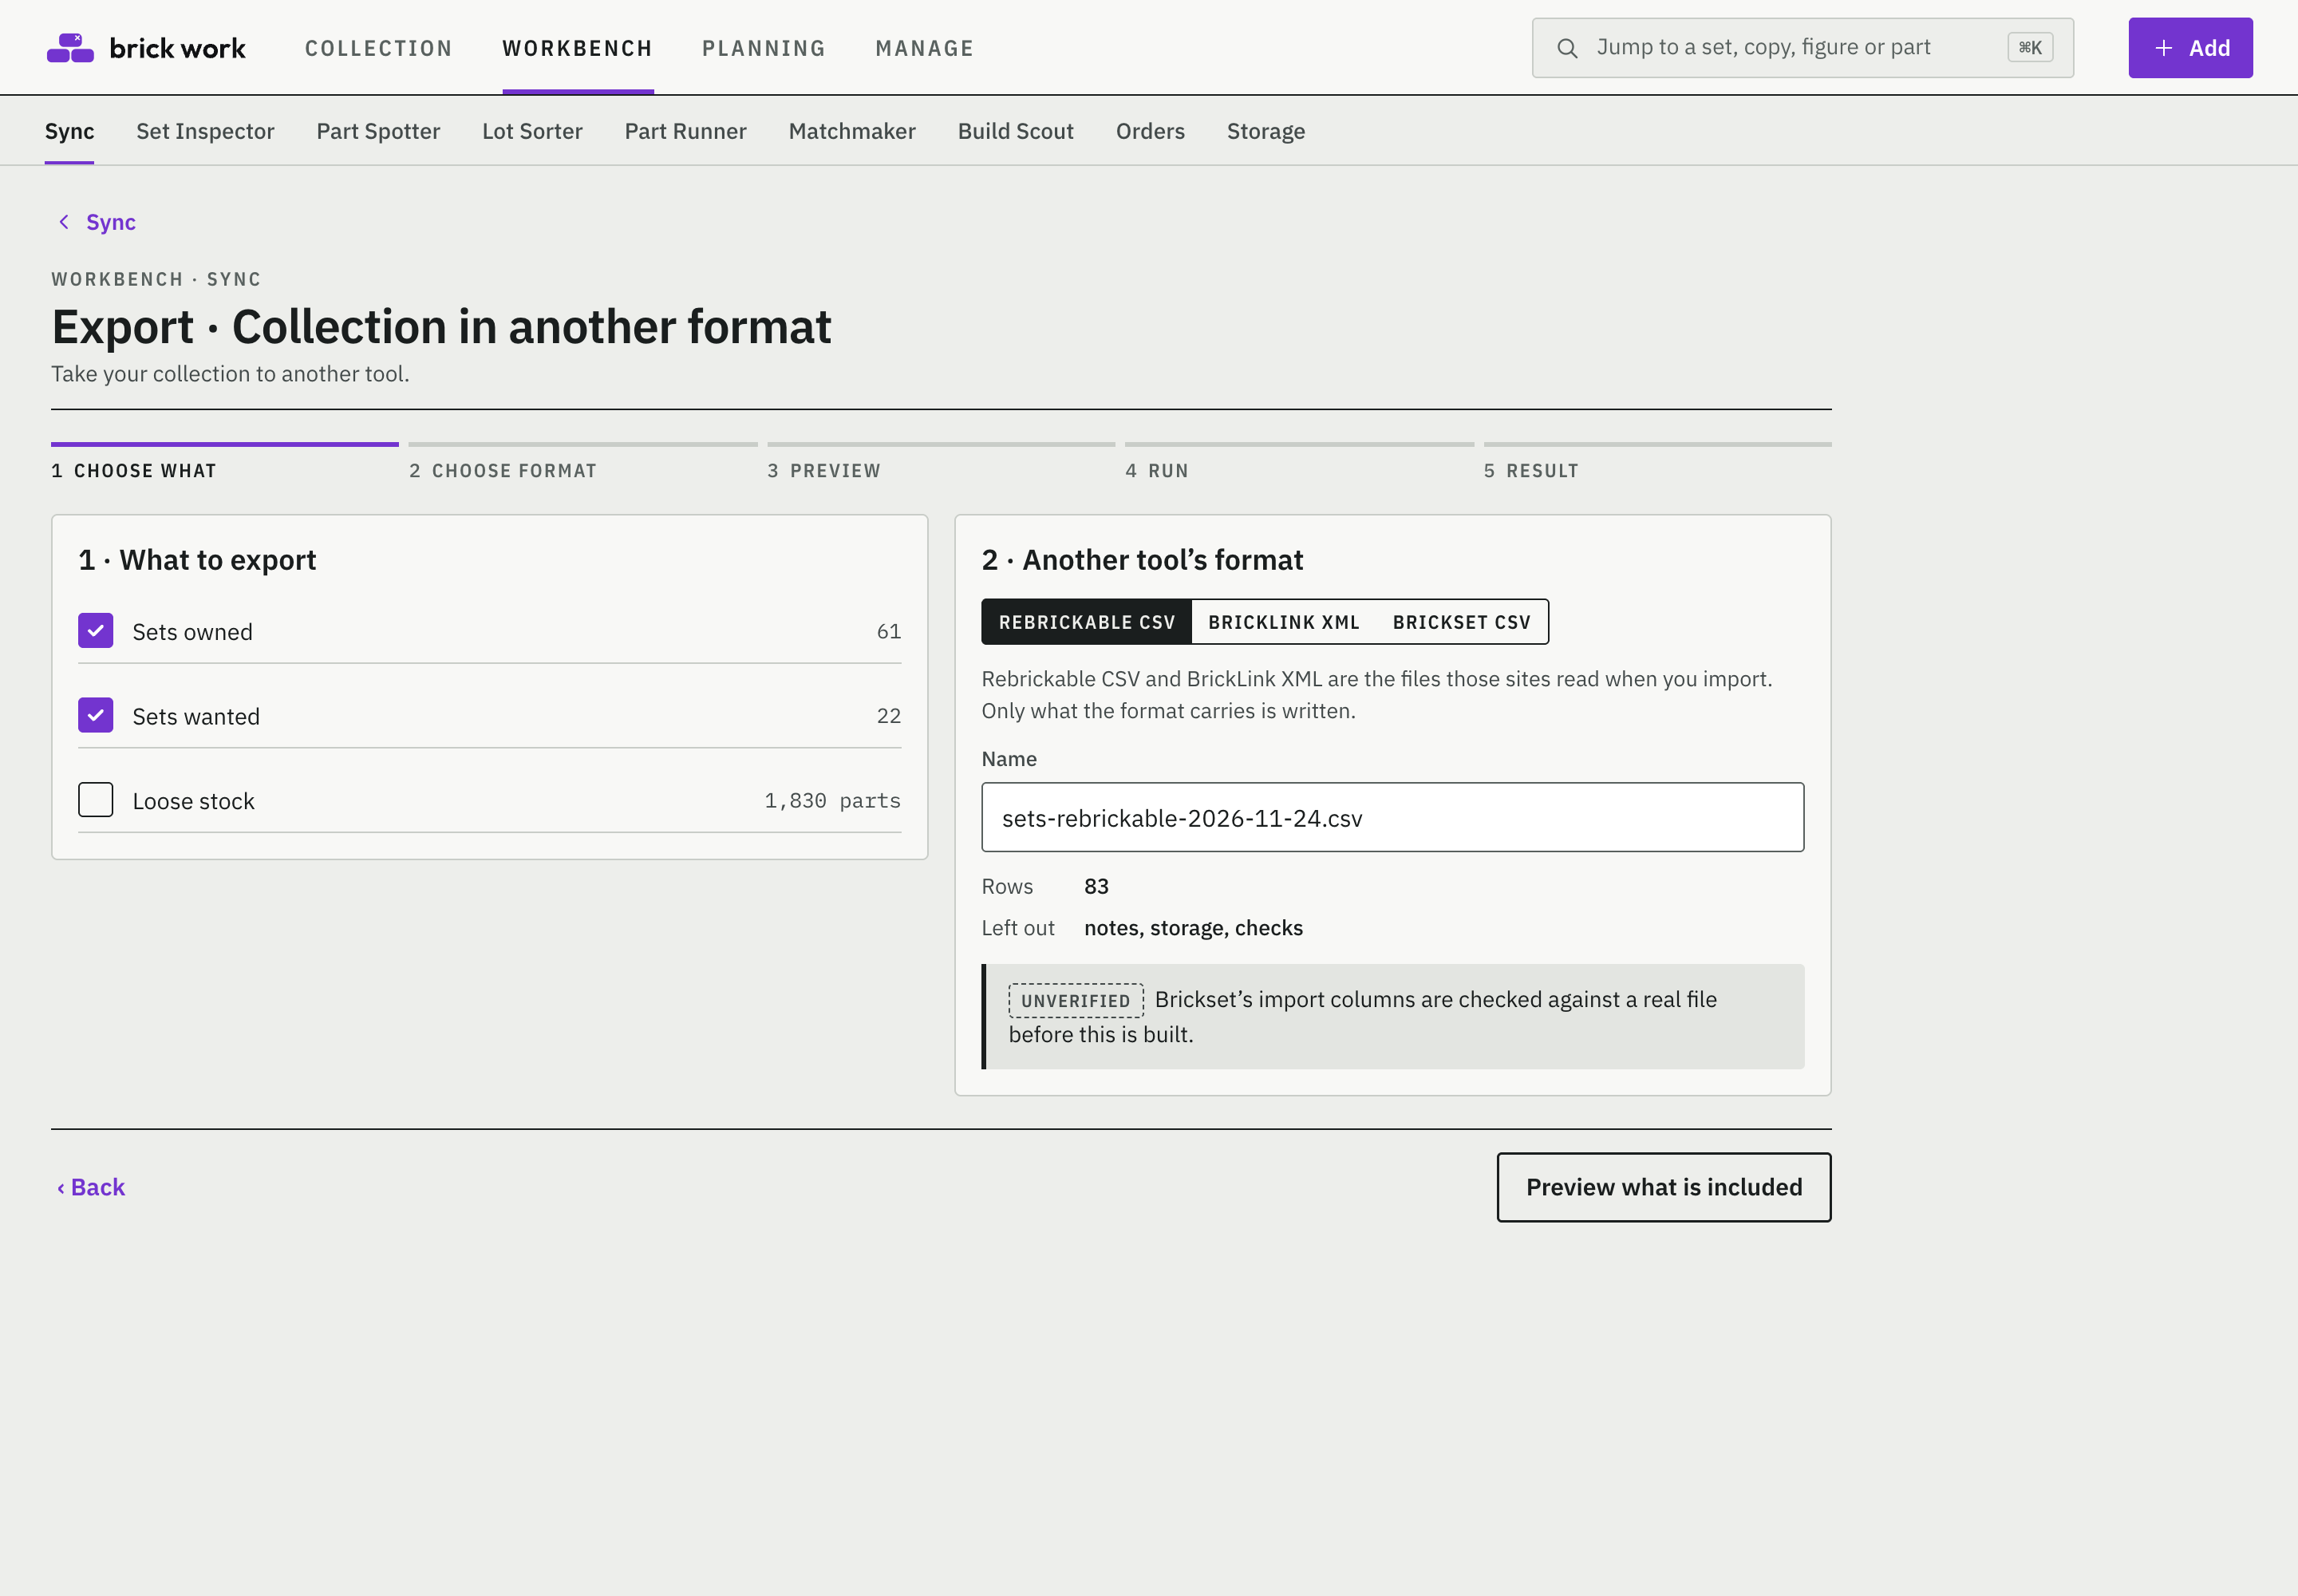 brick work
COLLECTION
WORKBENCH
PLANNING
MANAGE
Jump to a set, copy, figure or part
⌘K
+ Add
Sync
Set Inspector
Part Spotter
Lot Sorter
Part Runner
Matchmaker
Build Scout
Orders
Storage
‹ Sync
WORKBENCH · SYNC
Export · Collection in another format
Take your collection to another tool.
1 CHOOSE WHAT
2 CHOOSE FORMAT
3 PREVIEW
4 RUN
5 RESULT
1 · What to export
Sets owned
61
Sets wanted
22
Loose stock
1,830 parts
2 · Another tool’s format
REBRICKABLE CSV
BRICKLINK XML
BRICKSET CSV
Rebrickable CSV and BrickLink XML are the files those sites read when you import.
Only what the format carries is written.
Name
sets-rebrickable-2026-11-24.csv
Rows
83
Left out
notes, storage, checks
UNVERIFIED Brickset’s import columns are checked against a real file
before this is built.
‹ Back
Preview what is included